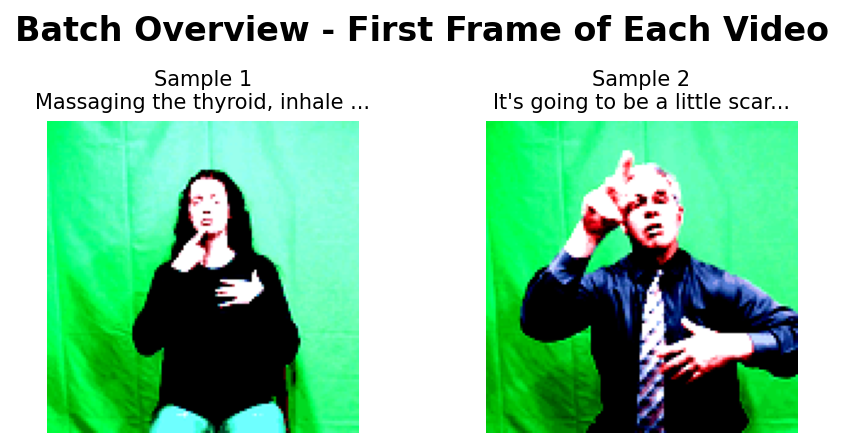 Batch Overview - First Frame of Each Video
Sample 1
Massaging the thyroid, inhale ...
Sample 2
It's going to be a little scar...